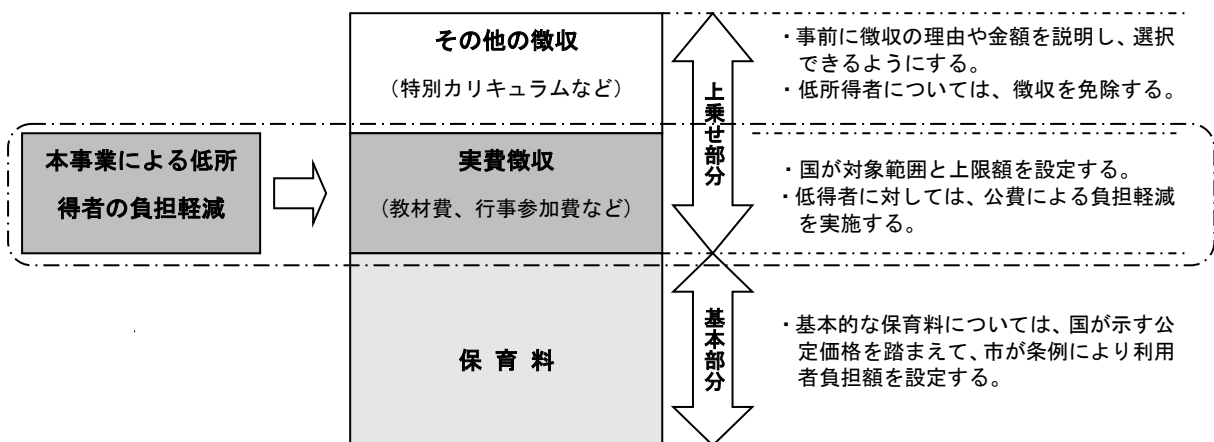 その他の徴収
（特別カリキュラムなど）
上乗せ部分
・事前に徴収の理由や金額を説明し、選択
できるようにする。
・低所得者については、徴収を免除する。
本事業による低所
得者の負担軽減
実費徴収
（教材費、行事参加費など）
・国が対象範囲と上限額を設定する。
・低得者に対しては、公費による負担軽減
を実施する。
保育料
基本部分
・基本的な保育料については、国が示す公
定価格を踏まえて、市が条例により利用
者負担額を設定する。